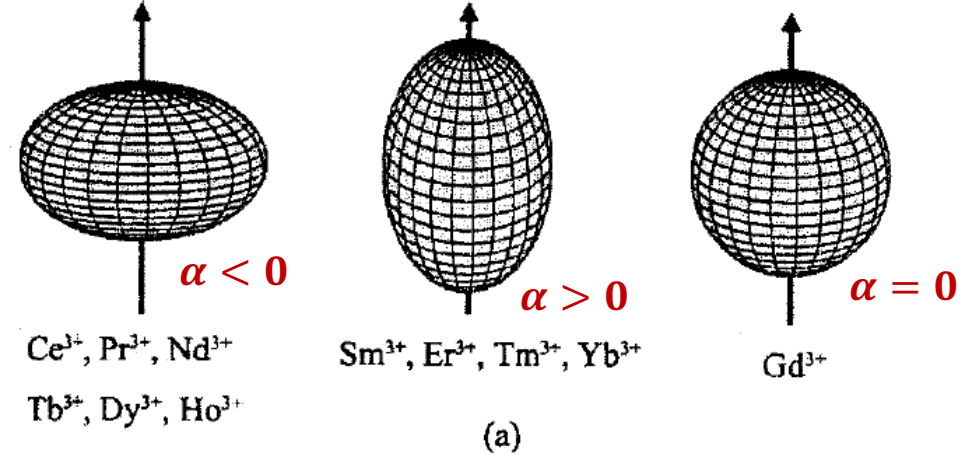 α < 0
α > 0
α = 0
Ce³⁺, Pr³⁺, Nd³⁺
Tb³⁺, Dy³⁺, Ho³⁺
Sm³⁺, Er³⁺, Tm³⁺, Yb³⁺
Gd³⁺
(a)